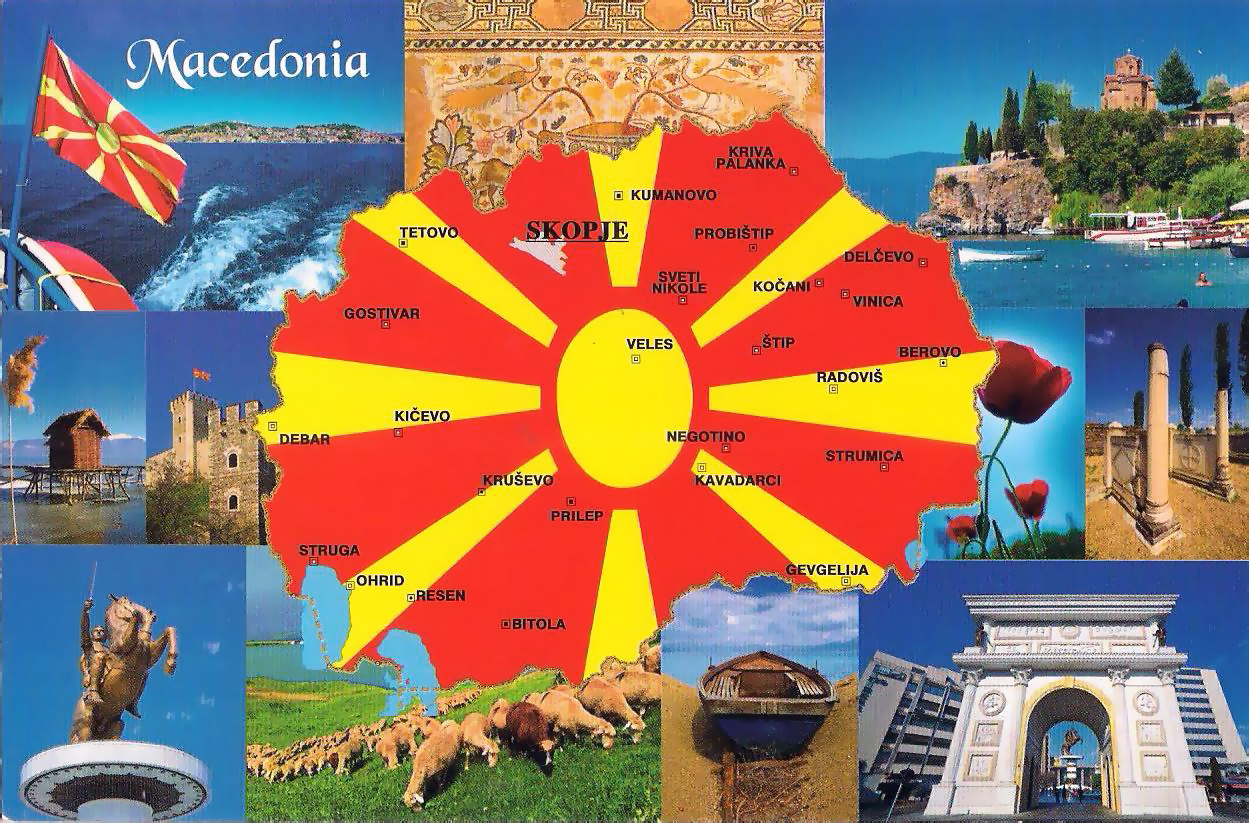 Macedonia
KRIVA
PALANKA
KUMANOVO
SKOPJE
TETOVO
PROBIŠTIP
DELČEVO
SVETI
NIKOLE
KOČANI
VINICA
GOSTIVAR
VELES
ŠTIP
BEROVO
RADOVIŠ
KIČEVO
DEBAR
NEGOTINO
STRUMICA
KRUŠEVO
KAVADARCI
PRILEP
STRUGA
OHRID
RESEN
GEVGELIJA
BITOLA